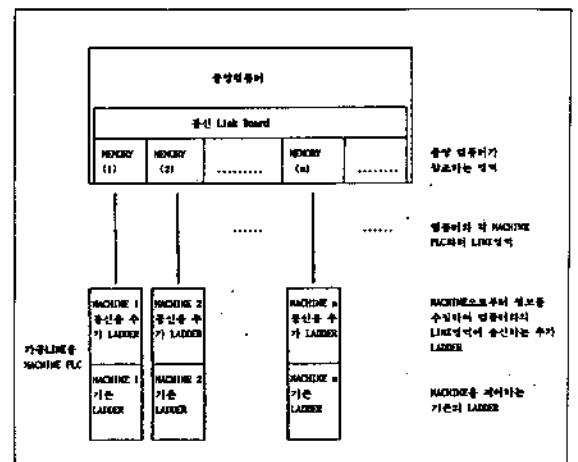 중앙컴퓨터
통신 Link Board
MEMORY (1)
MEMORY (2)
.........
MEMORY (n)
........
중앙 컴퓨터가
참조하는 영역
......
......
컴퓨터와 각 MACHINE
PLC와의 LINK영역
MACHINE 1
통신용 추
가 LADDER
MACHINE 2
통신용 추
가 LADDER
MACHINE n
통신용 추
가 LADDER
MACHINE으로부터 정보를
수집하여 컴퓨터와의
LINK영역에 송신하는 추가
LADDER
가공LINE용
MACHINE PLC
MACHINE 1
기존
LADDER
MACHINE 2
기존
LADDER
MACHINE n
기존
LADDER
MACHINE을 제어하는
기존의 LADDER